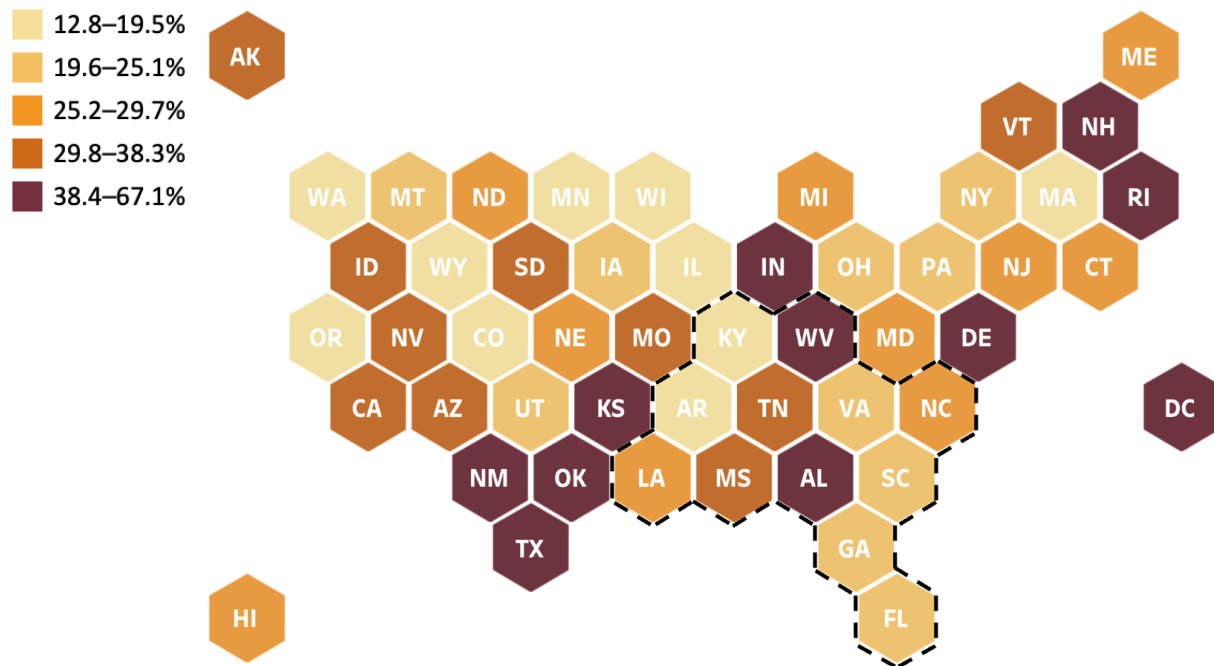 12.8–19.5%
19.6–25.1%
25.2–29.7%
29.8–38.3%
38.4–67.1%
AK ME
VT NH
WA MT ND MN WI MI NY MA RI
ID WY SD IA IL IN OH PA NJ CT
OR NV CO NE MO KY WV MD DE
CA AZ UT KS AR TN VA NC DC
NM OK LA MS AL SC
TX GA
HI FL